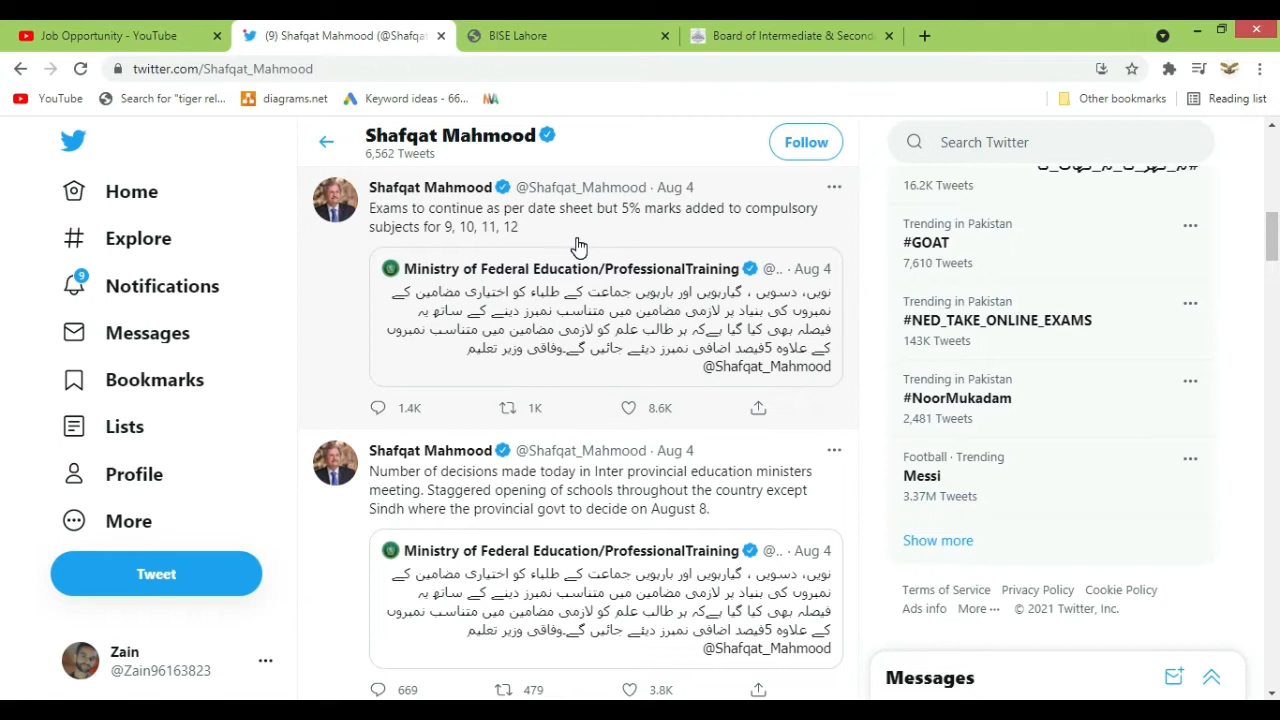 Job Opportunity - YouTube
(9) Shafqat Mahmood (@Shafqa
BISE Lahore
Board of Intermediate & Second
twitter.com/Shafqat_Mahmood
YouTube
Search for "tiger rel...
diagrams.net
Keyword ideas - 66...
Other bookmarks
Reading list
Home
Explore
9
Notifications
Messages
Bookmarks
Lists
Profile
More
Tweet
Zain
@Zain96163823
Shafqat Mahmood
6,562 Tweets
Follow
Shafqat Mahmood @Shafqat_Mahmood · Aug 4
Exams to continue as per date sheet but 5% marks added to compulsory
subjects for 9, 10, 11, 12
Ministry of Federal Education/ProfessionalTraining @.. · Aug 4
نویں، دسویں ، گیارہویں اور بارہویں جماعت کے طلباء کو اختیاری مضامین کے
نمبروں کی بنیاد پر لازمی مضامین میں متناسب نمبرز دینے کے ساتھ یہ
فیصلہ بھی کیا گیا ہےکہ ہر طالب علم کو لازمی مضامین میں متناسب نمبروں
کے علاوہ 5فیصد اضافی نمبرز دیئے جائیں گے۔وفاقی وزیر تعلیم
@Shafqat_Mahmood
1.4K
1K
8.6K
Shafqat Mahmood @Shafqat_Mahmood · Aug 4
Number of decisions made today in Inter provincial education ministers
meeting. Staggered opening of schools throughout the country except
Sindh where the provincial govt to decide on August 8.
Ministry of Federal Education/ProfessionalTraining @.. · Aug 4
نویں، دسویں ، گیارہویں اور بارہویں جماعت کے طلباء کو اختیاری مضامین کے
نمبروں کی بنیاد پر لازمی مضامین میں متناسب نمبرز دینے کے ساتھ یہ
فیصلہ بھی کیا گیا ہےکہ ہر طالب علم کو لازمی مضامین میں متناسب نمبروں
کے علاوہ 5فیصد اضافی نمبرز دیئے جائیں گے۔وفاقی وزیر تعلیم
@Shafqat_Mahmood
669
479
3.8K
Search Twitter
16.2K Tweets
Trending in Pakistan
#GOAT
7,610 Tweets
Trending in Pakistan
#NED_TAKE_ONLINE_EXAMS
143K Tweets
Trending in Pakistan
#NoorMukadam
2,481 Tweets
Football · Trending
Messi
3.37M Tweets
Show more
Terms of Service Privacy Policy Cookie Policy
Ads info More ··· © 2021 Twitter, Inc.
Messages